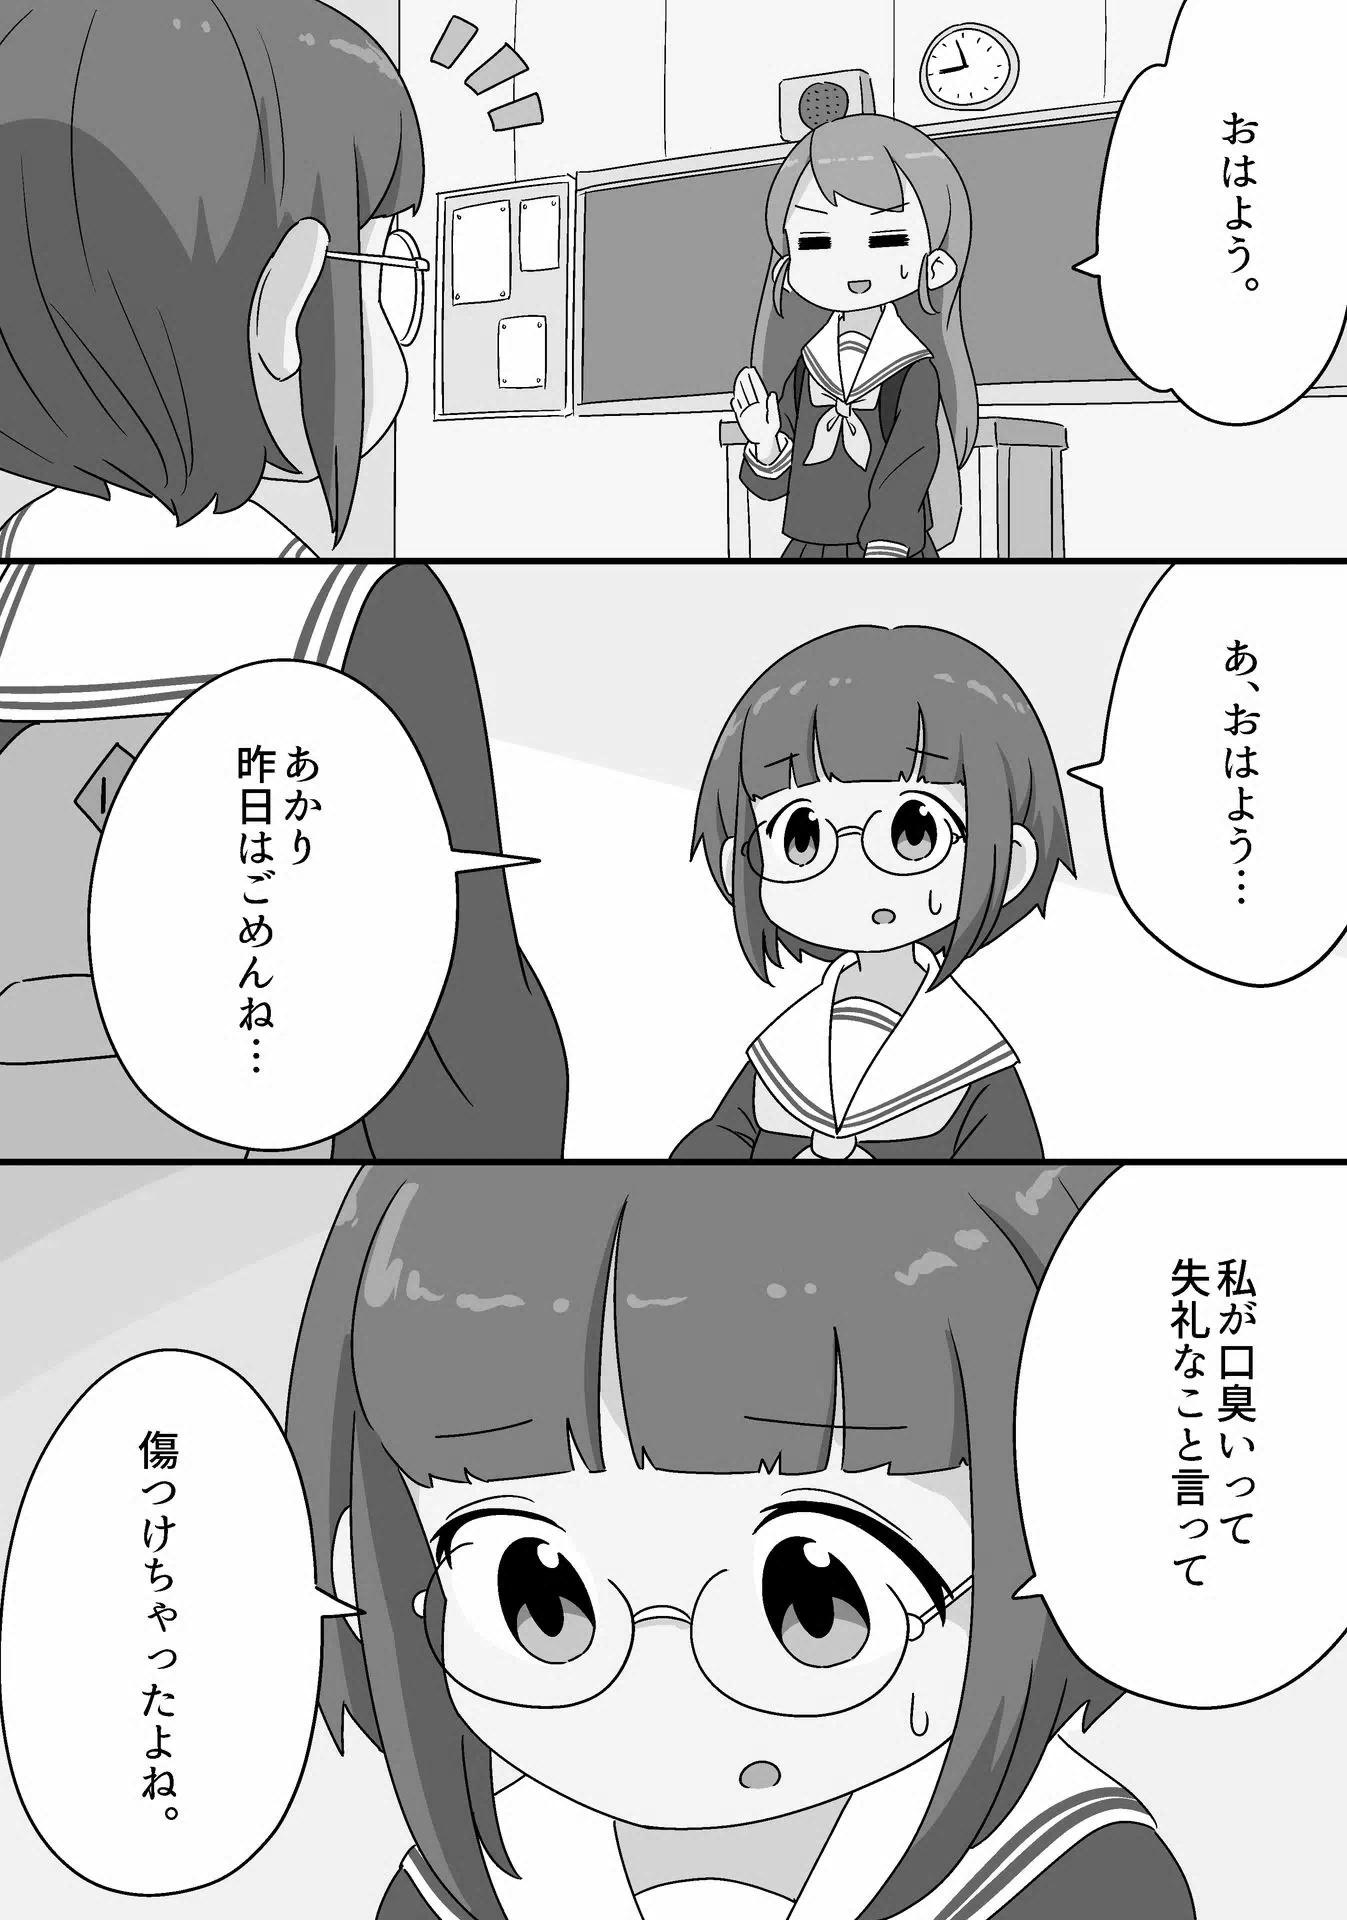 おはよう。
あ、おはよう…
あかり
昨日はごめんね…
私が口臭いって
失礼なこと言って
傷つけちゃったよね。